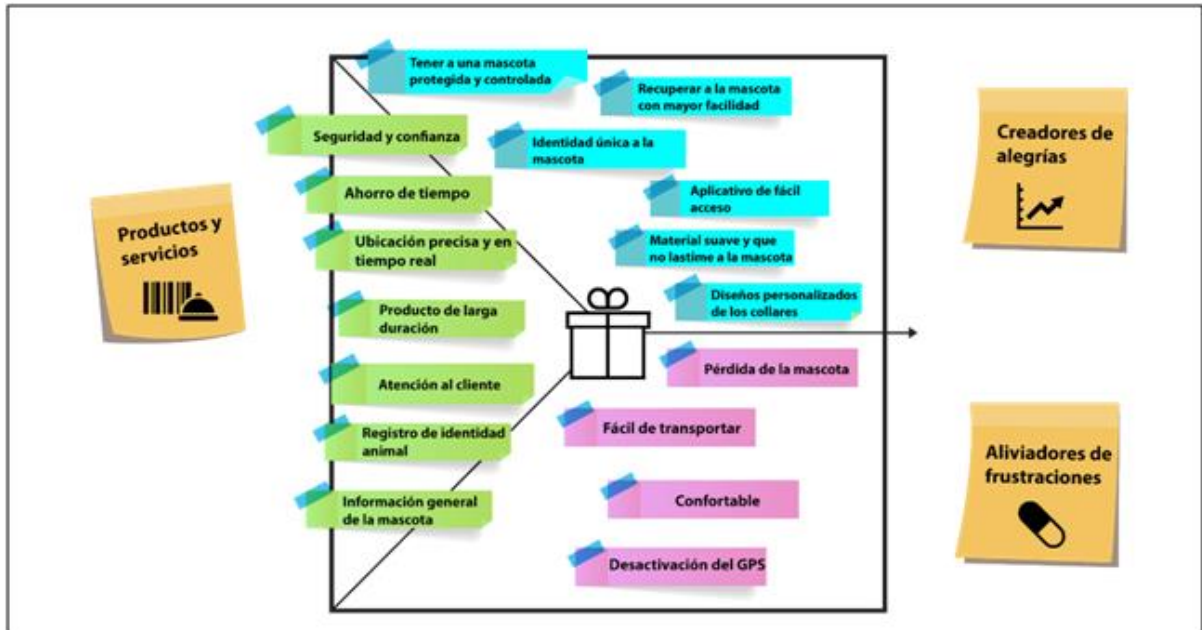 Tener a una mascota
protegida y controlada
Recuperar a la mascota
con mayor facilidad
Seguridad y confianza
Identidad única a la
mascota
Ahorro de tiempo
Aplicativo de fácil
acceso
Ubicación precisa y en
tiempo real
Material suave y que
no lastime a la mascota
Producto de larga
duración
Diseños personalizados
de los collares
Atención al cliente
Pérdida de la mascota
Registro de identidad
animal
Fácil de transportar
Información general
de la mascota
Confortable
Desactivación del GPS
Productos y
servicios
Creadores de
alegrías
Aliviadores de
frustraciones